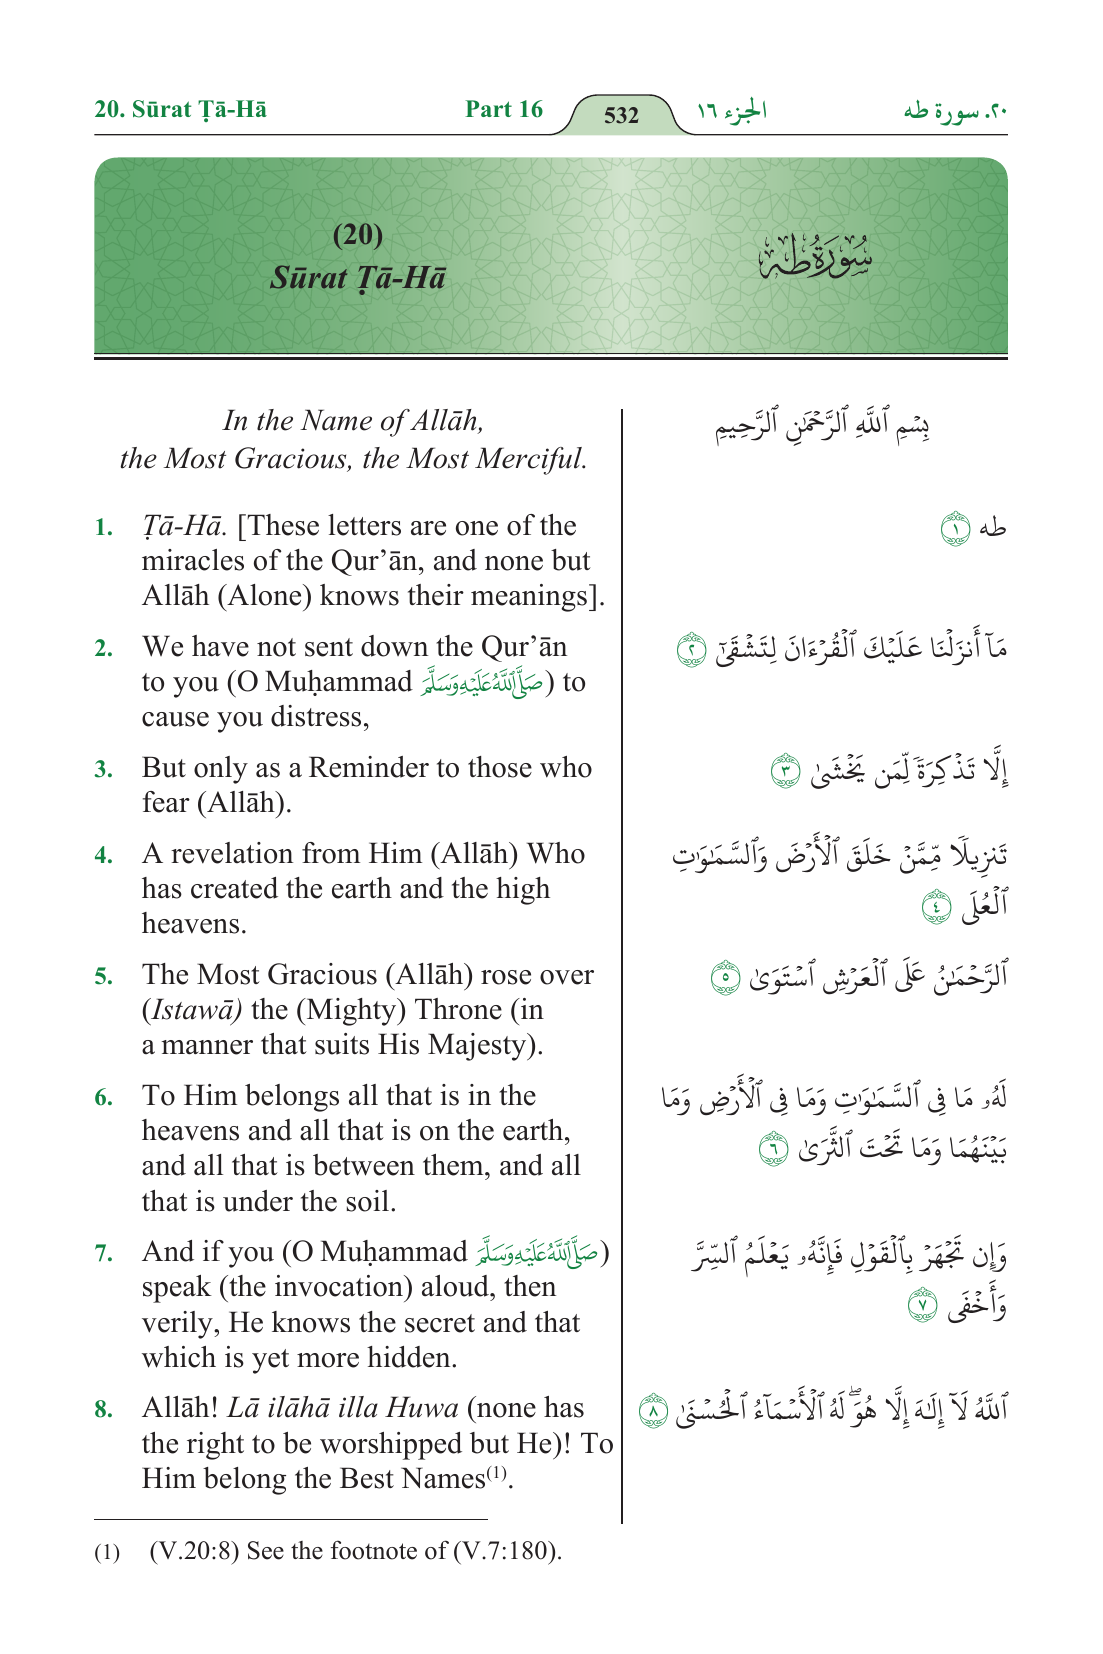 20. Sūrat Ṭā-Hā
Part 16
532
الجزء ١٦
٢٠. سورة طه
(20)
Sūrat Ṭā-Hā
سُورَةُ طه
In the Name of Allāh,
the Most Gracious, the Most Merciful.
بِسۡمِ ٱللَّهِ ٱلرَّحۡمَٰنِ ٱلرَّحِيمِ
1. Ṭā-Hā. [These letters are one of the
miracles of the Qur’ān, and none but
Allāh (Alone) knows their meanings].
طه ١
2. We have not sent down the Qur’ān
to you (O Muḥammad صَلَّى ٱللَّهُ عَلَيْهِ وَسَلَّمَ) to
cause you distress,
مَآ أَنزَلۡنَا عَلَيۡكَ ٱلۡقُرۡءَانَ لِتَشۡقَىٰٓ ٢
3. But only as a Reminder to those who
fear (Allāh).
إِلَّا تَذۡكِرَةٗ لِّمَن يَخۡشَىٰ ٣
4. A revelation from Him (Allāh) Who
has created the earth and the high
heavens.
تَنزِيلٗا مِّمَّنۡ خَلَقَ ٱلۡأَرۡضَ وَٱلسَّمَٰوَٰتِ
ٱلۡعُلَى ٤
5. The Most Gracious (Allāh) rose over
(Istawā) the (Mighty) Throne (in
a manner that suits His Majesty).
ٱلرَّحۡمَٰنُ عَلَى ٱلۡعَرۡشِ ٱسۡتَوَىٰ ٥
6. To Him belongs all that is in the
heavens and all that is on the earth,
and all that is between them, and all
that is under the soil.
لَهُۥ مَا فِي ٱلسَّمَٰوَٰتِ وَمَا فِي ٱلۡأَرۡضِ وَمَا
بَيۡنَهُمَا وَمَا تَحۡتَ ٱلثَّرَىٰ ٦
7. And if you (O Muḥammad صَلَّى ٱللَّهُ عَلَيْهِ وَسَلَّمَ)
speak (the invocation) aloud, then
verily, He knows the secret and that
which is yet more hidden.
وَإِن تَجۡهَرۡ بِٱلۡقَوۡلِ فَإِنَّهُۥ يَعۡلَمُ ٱلسِّرَّ
وَأَخۡفَى ٧
8. Allāh! Lā ilāhā illa Huwa (none has
the right to be worshipped but He)! To
Him belong the Best Names(1).
ٱللَّهُ لَآ إِلَٰهَ إِلَّا هُوَۖ لَهُ ٱلۡأَسۡمَآءُ ٱلۡحُسۡنَىٰ ٨
(1) (V.20:8) See the footnote of (V.7:180).